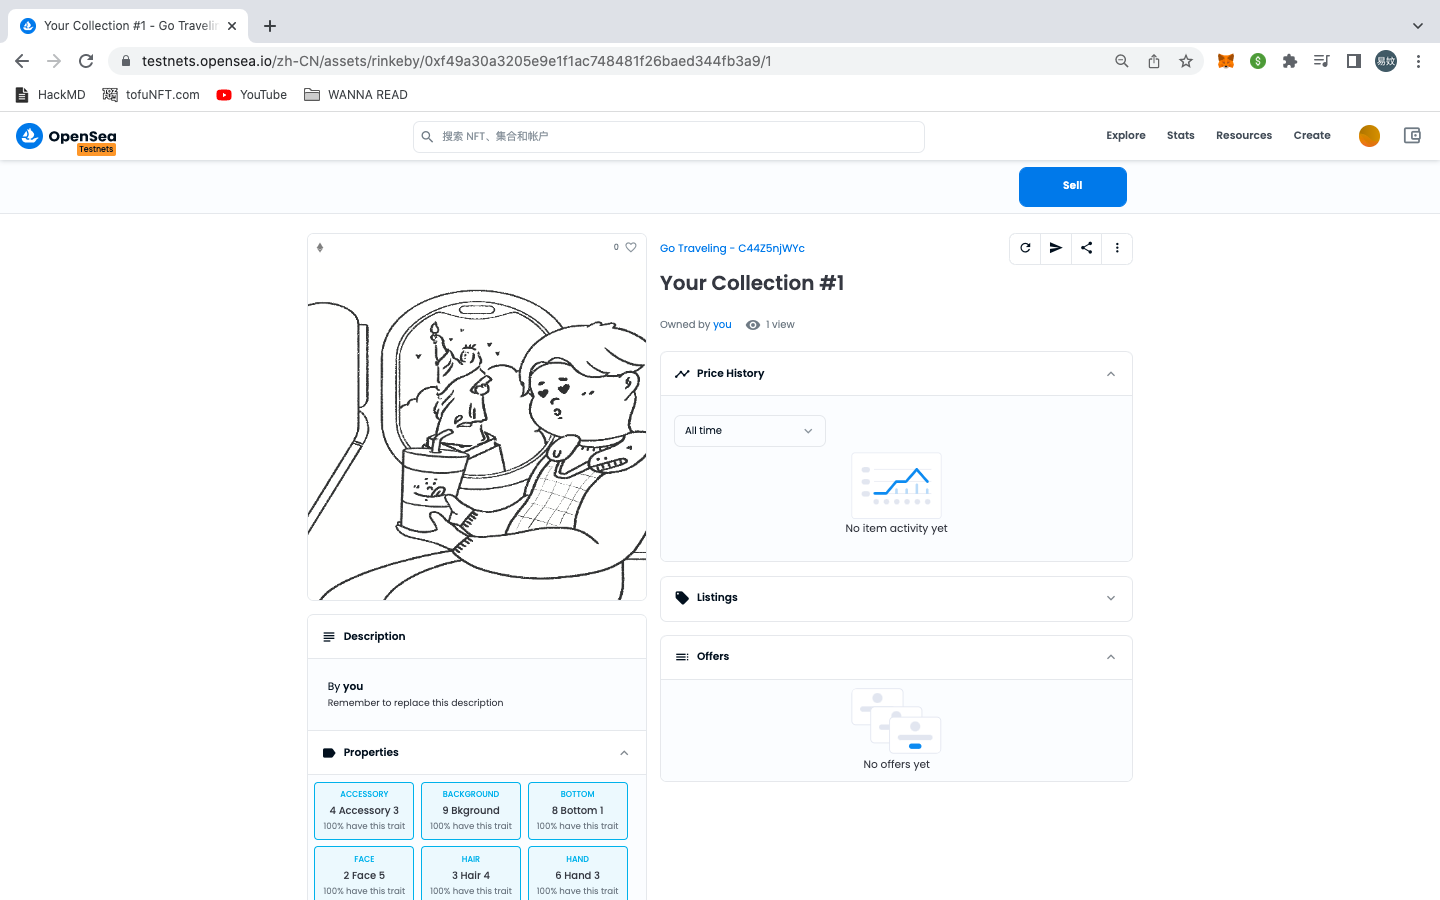 Your Collection #1 - Go Travelin
testnets.opensea.io/zh-CN/assets/rinkeby/0xf49a30a3205e9e1f1ac748481f26baed344fb3a9/1
易妏
HackMD
tofuNFT.com
YouTube
WANNA READ
OpenSea
Testnets
搜索 NFT、集合和帐户
Explore
Stats
Resources
Create
Sell
0
Go Traveling - C44Z5njWYc
Your Collection #1
Owned by you
1 view
Price History
All time
No item activity yet
Listings
Offers
No offers yet
Description
By you
Remember to replace this description
Properties
ACCESSORY
4 Accessory 3
100% have this trait
BACKGROUND
9 Bkground
100% have this trait
BOTTOM
8 Bottom 1
100% have this trait
FACE
2 Face 5
100% have this trait
HAIR
3 Hair 4
100% have this trait
HAND
6 Hand 3
100% have this trait